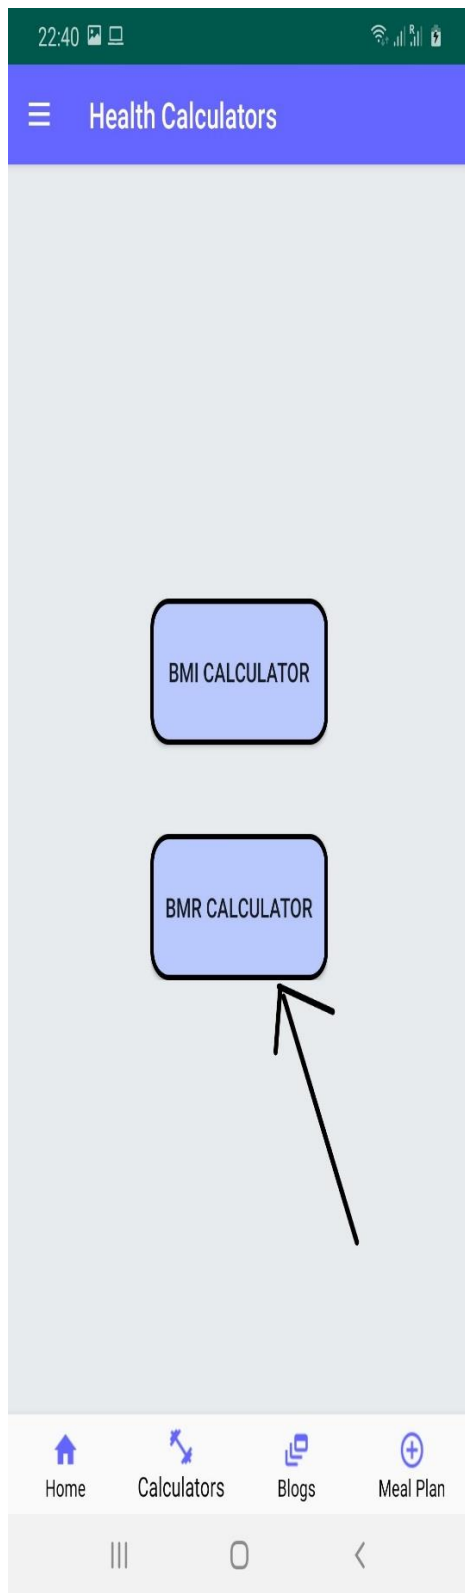 22:40
Health Calculators
BMI CALCULATOR
BMR CALCULATOR
Home Calculators Blogs Meal Plan